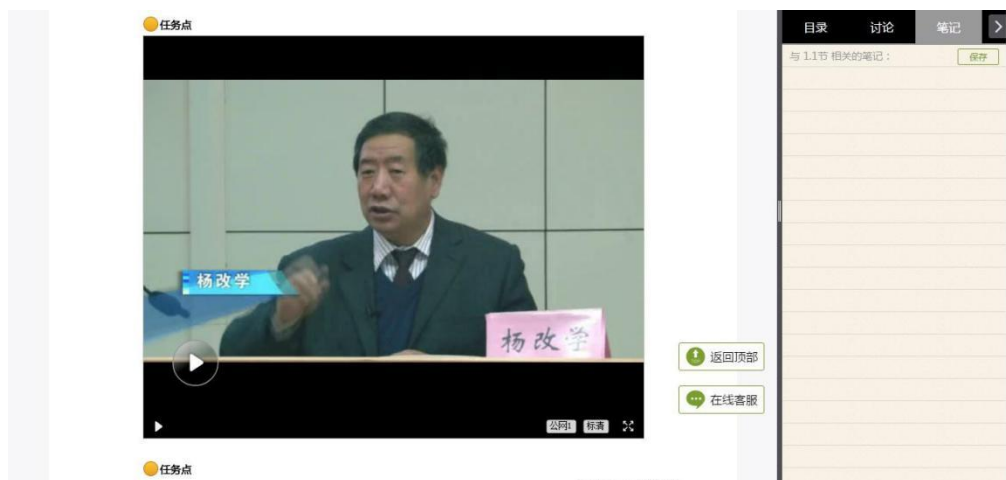 任务点
目录 讨论 笔记
与 1.1节 相关的笔记：
保存
杨改学
杨改学
返回顶部
在线客服
公网1 标清
任务点